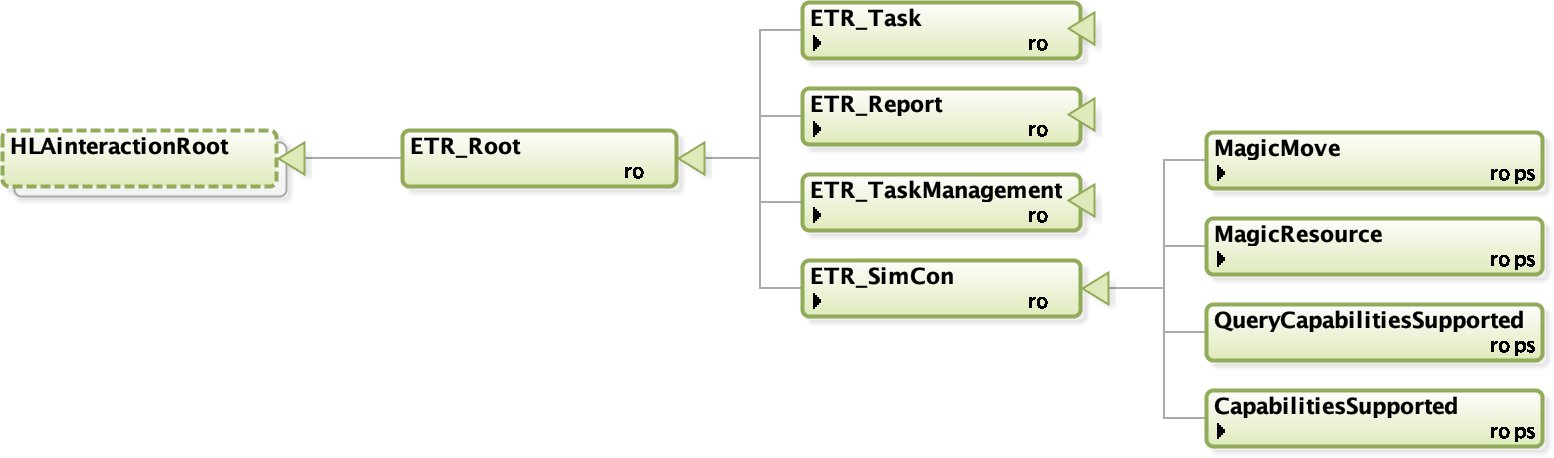 HLAinteractionRoot
ETR_Root
ro
ETR_Task
ro
ETR_Report
ro
ETR_TaskManagement
ro
ETR_SimCon
ro
MagicMove
ro ps
MagicResource
ro ps
QueryCapabilitiesSupported
ro ps
CapabilitiesSupported
ro ps